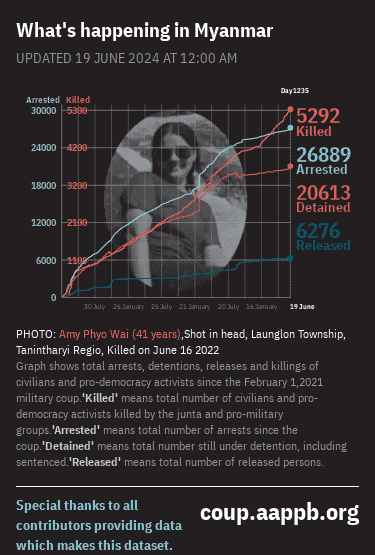 What's happening in Myanmar
UPDATED 19 JUNE 2024 AT 12:00 AM
Day1235
Arrested Killed
30000 5300
24000 4200
18000 3200
12000 2100
6000 1100
0
5292
Killed
26889
Arrested
20613
Detained
6276
Released
30 July 26 January 25 July 21 January 20 July 16 January 19 June
PHOTO: Amy Phyo Wai (41 years),Shot in head, Launglon Township,
Tanintharyi Regio, Killed on June 16 2022
Graph shows total arrests, detentions, releases and killings of
civilians and pro-democracy activists since the February 1,2021
military coup.'Killed' means total number of civilians and pro-
democracy activists killed by the junta and pro-military
groups.'Arrested' means total number of arrests since the
coup.'Detained' means total number still under detention, including
sentenced.'Released' means total number of released persons.
Special thanks to all
contributors providing data
which makes this dataset.
coup.aappb.org